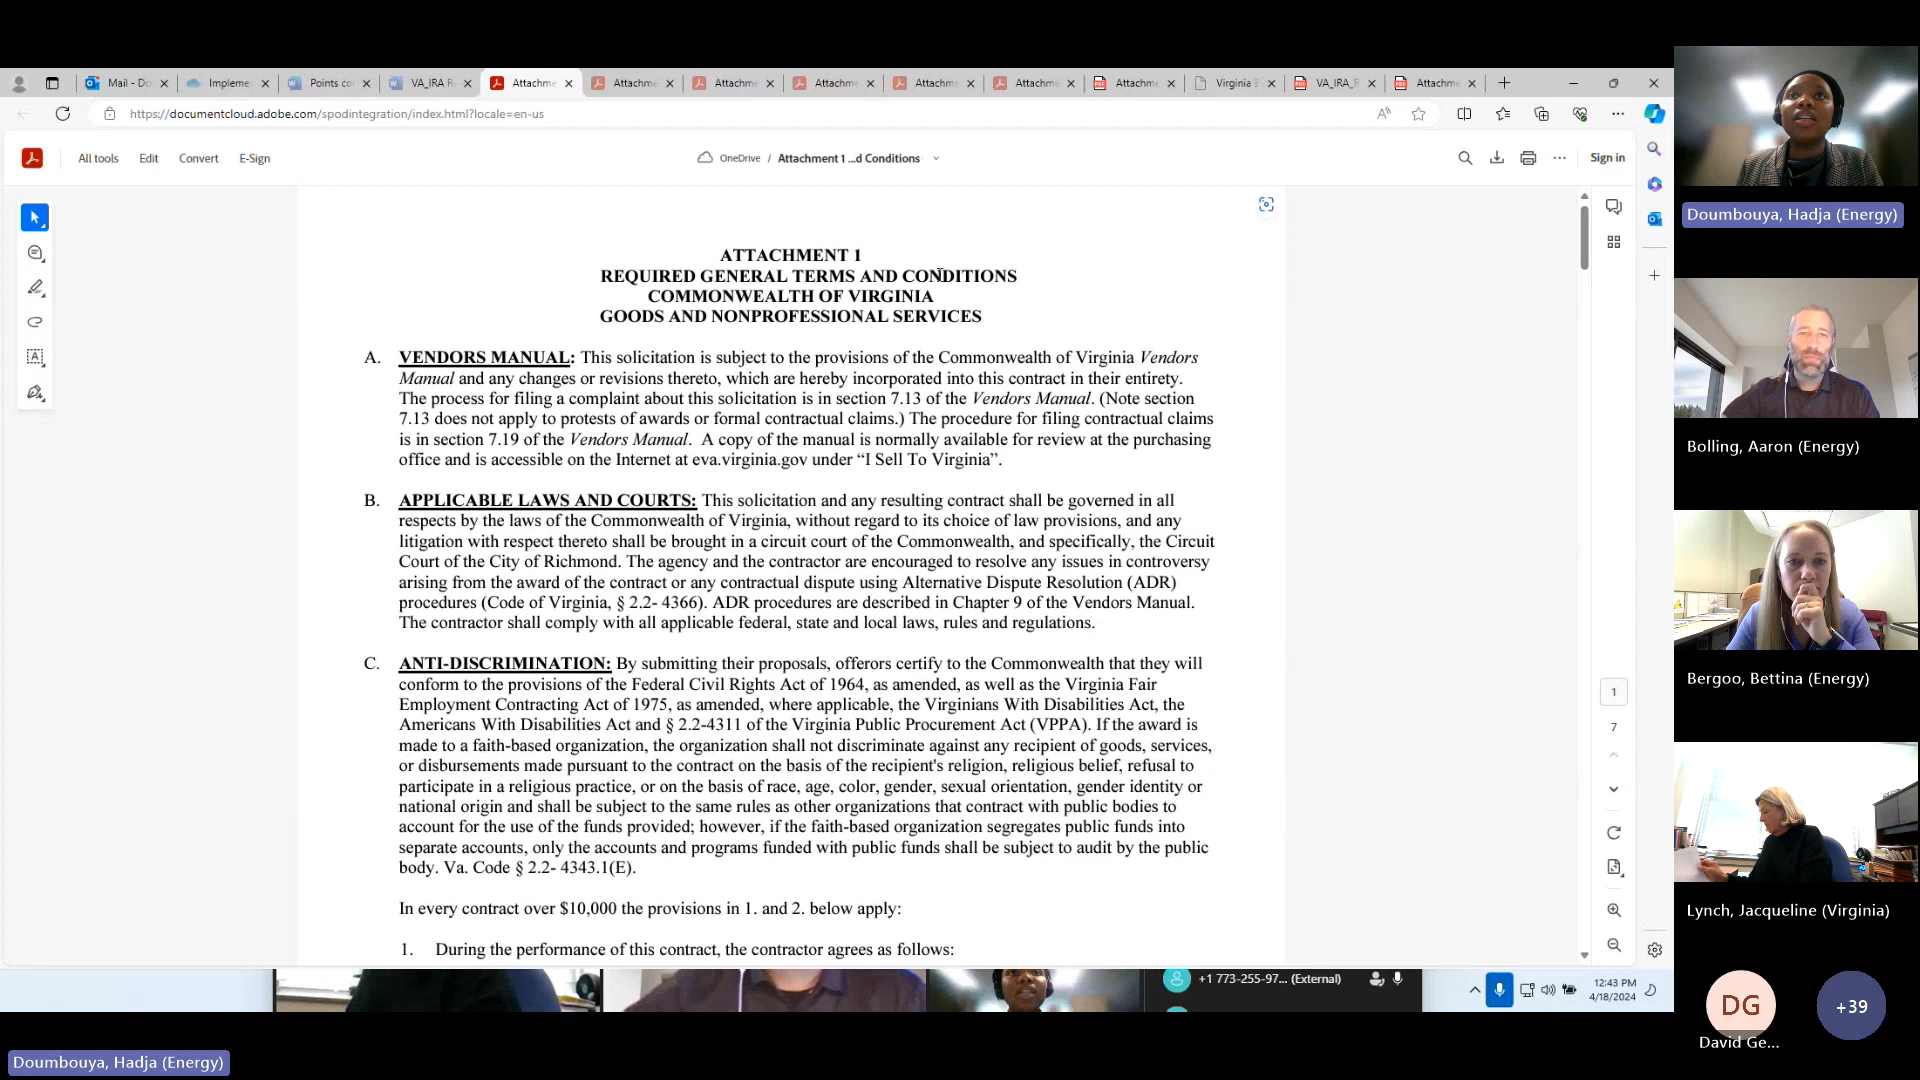 Mail - Do
Impleme
Points co
VA_IRA R
Attachme
Attachme
Attachme
Attachme
Attachme
Attachme
Attachme
Virginia E
VA_IRA_F
Attachme
https://documentcloud.adobe.com/spodintegration/index.html?locale=en-us
All tools
Edit
Convert
E-Sign
OneDrive / Attachment 1 ...d Conditions
Sign in
ATTACHMENT 1
REQUIRED GENERAL TERMS AND CONDITIONS
COMMONWEALTH OF VIRGINIA
GOODS AND NONPROFESSIONAL SERVICES
A. VENDORS MANUAL: This solicitation is subject to the provisions of the Commonwealth of Virginia Vendors
Manual and any changes or revisions thereto, which are hereby incorporated into this contract in their entirety.
The process for filing a complaint about this solicitation is in section 7.13 of the Vendors Manual. (Note section
7.13 does not apply to protests of awards or formal contractual claims.) The procedure for filing contractual claims
is in section 7.19 of the Vendors Manual. A copy of the manual is normally available for review at the purchasing
office and is accessible on the Internet at eva.virginia.gov under “I Sell To Virginia”.
B. APPLICABLE LAWS AND COURTS: This solicitation and any resulting contract shall be governed in all
respects by the laws of the Commonwealth of Virginia, without regard to its choice of law provisions, and any
litigation with respect thereto shall be brought in a circuit court of the Commonwealth, and specifically, the Circuit
Court of the City of Richmond. The agency and the contractor are encouraged to resolve any issues in controversy
arising from the award of the contract or any contractual dispute using Alternative Dispute Resolution (ADR)
procedures (Code of Virginia, § 2.2- 4366). ADR procedures are described in Chapter 9 of the Vendors Manual.
The contractor shall comply with all applicable federal, state and local laws, rules and regulations.
C. ANTI-DISCRIMINATION: By submitting their proposals, offerors certify to the Commonwealth that they will
conform to the provisions of the Federal Civil Rights Act of 1964, as amended, as well as the Virginia Fair
Employment Contracting Act of 1975, as amended, where applicable, the Virginians With Disabilities Act, the
Americans With Disabilities Act and § 2.2-4311 of the Virginia Public Procurement Act (VPPA). If the award is
made to a faith-based organization, the organization shall not discriminate against any recipient of goods, services,
or disbursements made pursuant to the contract on the basis of the recipient's religion, religious belief, refusal to
participate in a religious practice, or on the basis of race, age, color, gender, sexual orientation, gender identity or
national origin and shall be subject to the same rules as other organizations that contract with public bodies to
account for the use of the funds provided; however, if the faith-based organization segregates public funds into
separate accounts, only the accounts and programs funded with public funds shall be subject to audit by the public
body. Va. Code § 2.2- 4343.1(E).
In every contract over $10,000 the provisions in 1. and 2. below apply:
1. During the performance of this contract, the contractor agrees as follows:
1
7
+1 773-255-97... (External)
12:43 PM
4/18/2024
Doumbouya, Hadja (Energy)
Bolling, Aaron (Energy)
Bergoo, Bettina (Energy)
Lynch, Jacqueline (Virginia)
DG
David Ge...
+39
Doumbouya, Hadja (Energy)